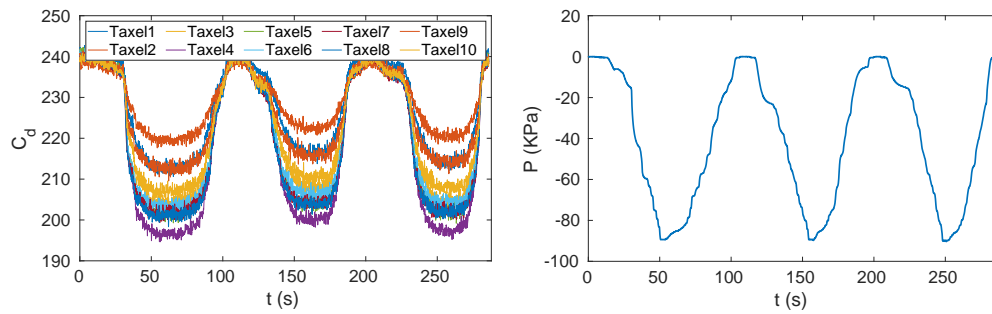 250
240
230
220
210
200
190
C_d
0 50 100 150 200 250
t (s)
Taxel1 Taxel3 Taxel5 Taxel7 Taxel9
Taxel2 Taxel4 Taxel6 Taxel8 Taxel10
20
0
-20
-40
-60
-80
-100
P (KPa)
0 50 100 150 200 250
t (s)